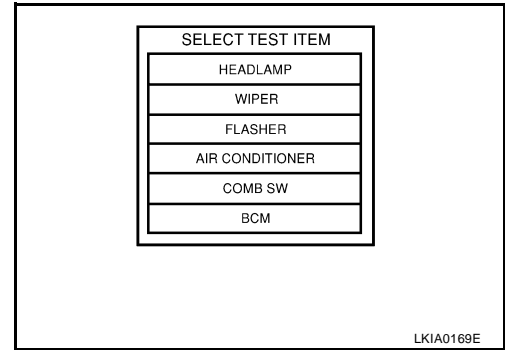 SELECT TEST ITEM
HEADLAMP
WIPER
FLASHER
AIR CONDITIONER
COMB SW
BCM
LKIA0169E